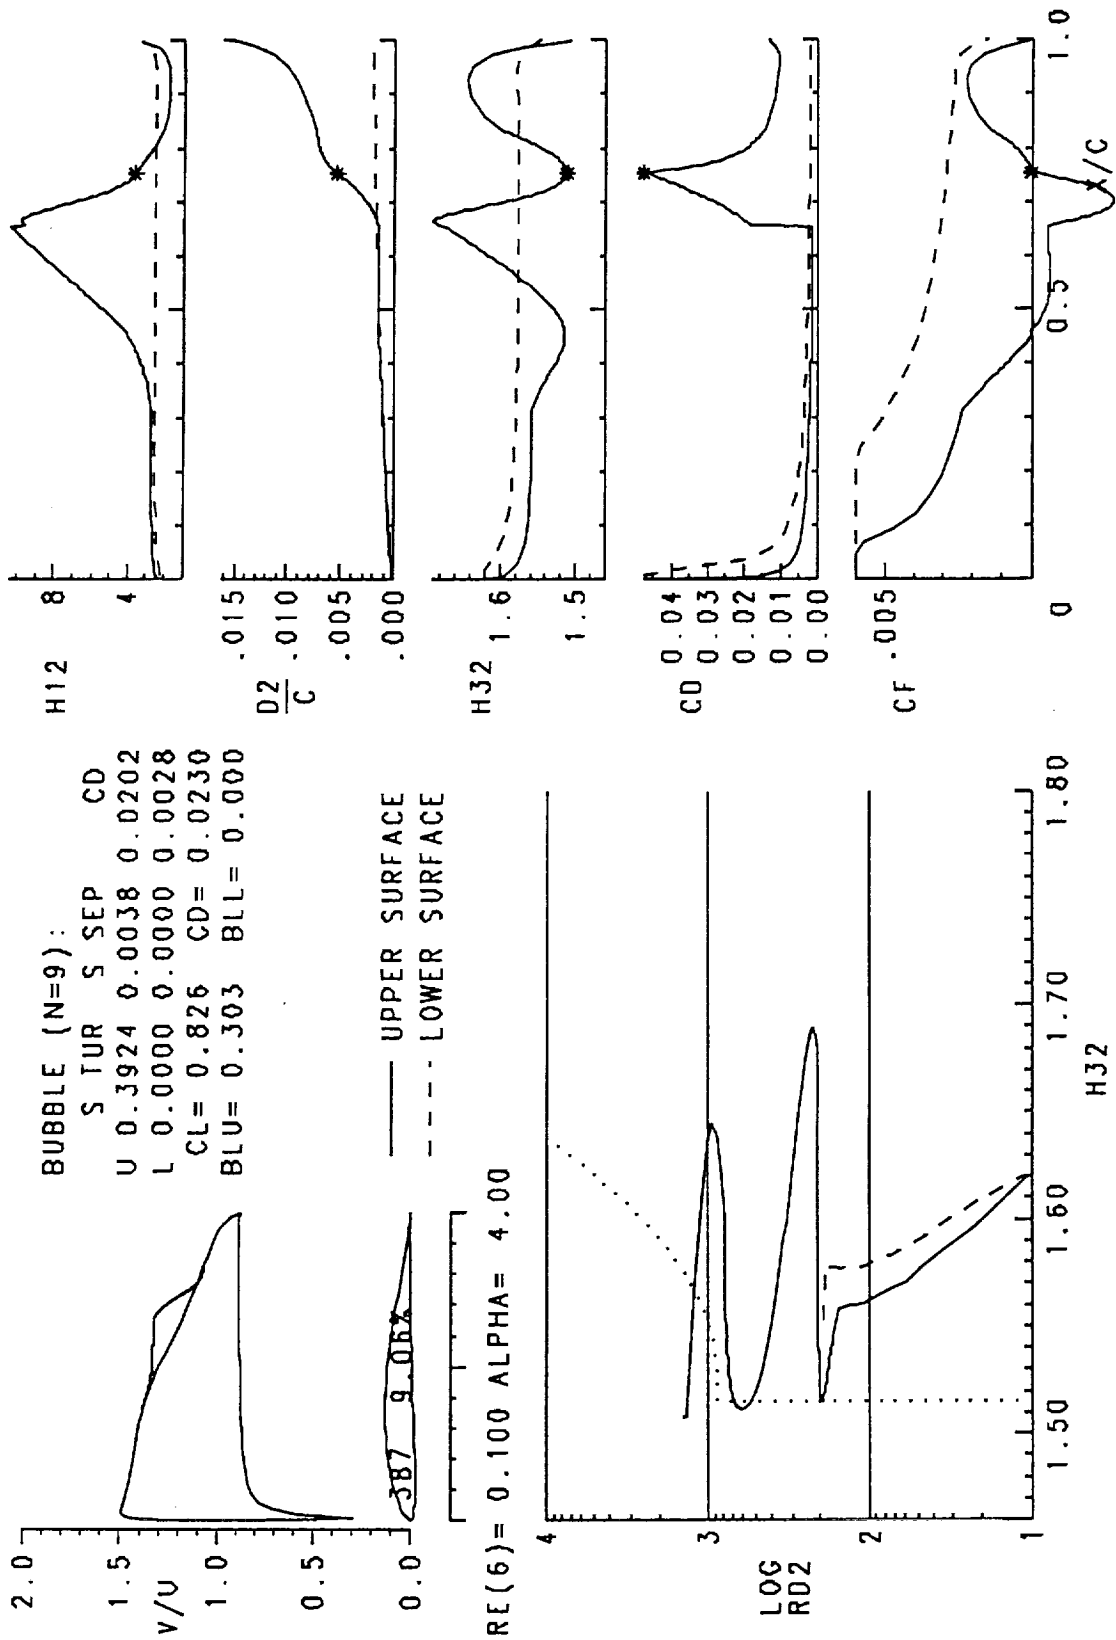 BUBBLE (N=9):
S TUR S SEP CD
U 0.3924 0.0038 0.0202
L 0.0000 0.0000 0.0028
CL= 0.826 CD= 0.0230
BLU= 0.303 BLL= 0.000
2.0
1.5
V/U
1.0
0.5
0.0
387 9.06%
UPPER SURFACE
LOWER SURFACE
RE(6)= 0.100 ALPHA= 4.00
4
3
LOG
RD2
2
1
1.50
1.60
1.70
1.80
H32
H12
8
4
D2
C
.015
.010
.005
.000
H32
1.6
1.5
CD
0.04
0.03
0.02
0.01
0.00
CF
.005
0
0.5
X/C
1.0